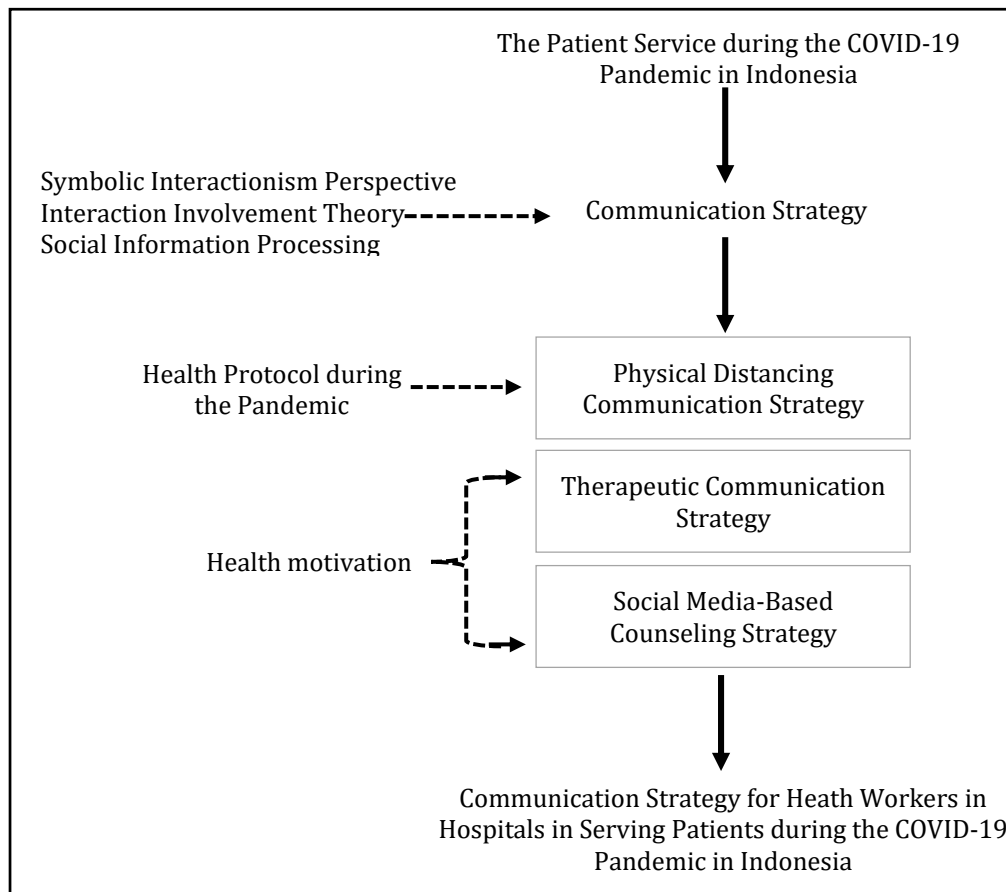 The Patient Service during the COVID-19
Pandemic in Indonesia
Symbolic Interactionism Perspective
Interaction Involvement Theory
Social Information Processing
Communication Strategy
Health Protocol during
the Pandemic
Physical Distancing
Communication Strategy
Therapeutic Communication
Strategy
Health motivation
Social Media-Based
Counseling Strategy
Communication Strategy for Heath Workers in
Hospitals in Serving Patients during the COVID-19
Pandemic in Indonesia